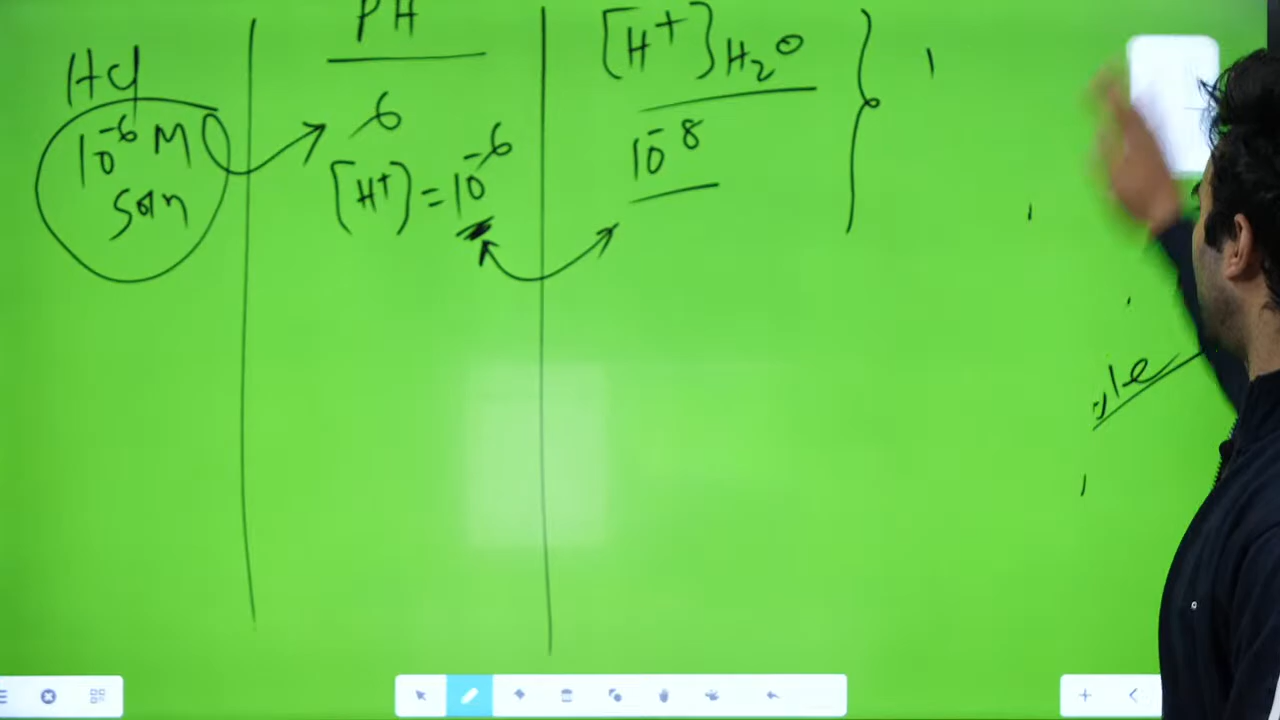 HCl
10⁻⁶ M
Soln
PH
6
[H⁺] = 10⁻⁶
[H⁺]H₂O
10⁻⁸